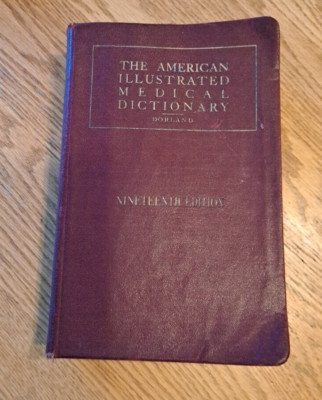 THE AMERICAN
ILLUSTRATED
MEDICAL
DICTIONARY
DORLAND
NINETEENTH EDITION